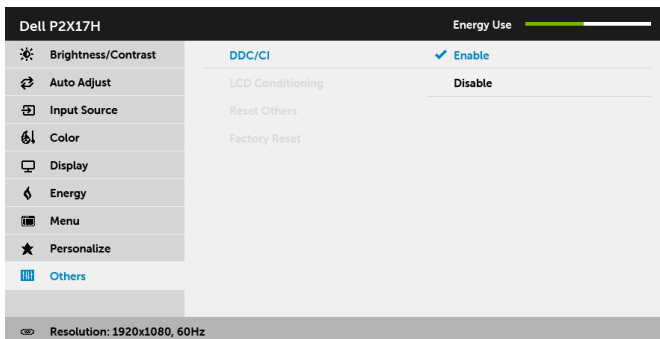 Dell P2X17H
Energy Use
Brightness/Contrast
DDC/CI
Enable
Auto Adjust
LCD Conditioning
Disable
Input Source
Reset Others
Color
Factory Reset
Display
Energy
Menu
Personalize
Others
Resolution: 1920x1080, 60Hz